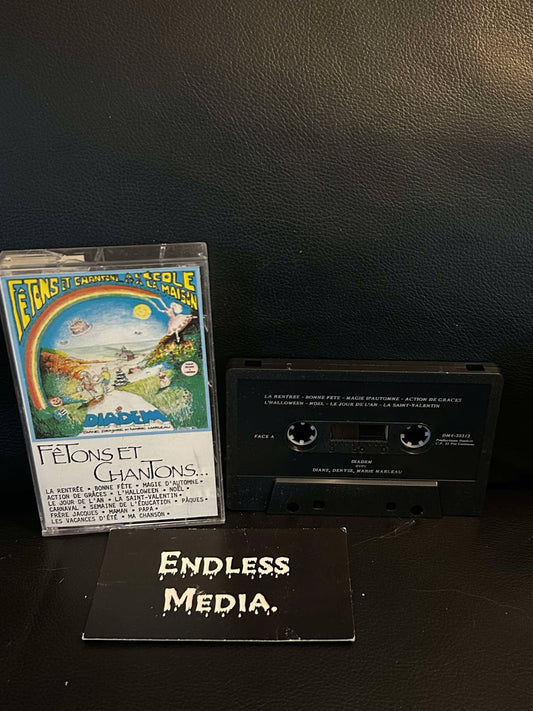 FÊTONS ET CHANTONS À L'ÉCOLE
À LA MAISON
DIADEM
FÊTONS ET
CHANTONS...
LA RENTRÉE • BONNE FÊTE • MAGIE D'AUTOMNE
ACTION DE GRÂCES • L'HALLOWEEN • NOËL •
LE JOUR DE L'AN • LA SAINT-VALENTIN
CARNAVAL • SEMAINE DE L'ÉDUCATION • PÂQUES •
FRÈRE JACQUES • MAMAN • PAPA •
LES VACANCES D'ÉTÉ • MA CHANSON •
LA RENTREE - BONNE FETE - MAGIE D'AUTOMNE - ACTION DE GRACES
L'HALLOWEEN - NOEL - LE JOUR DE L'AN - LA SAINT-VALENTIN
FACE A
DIADEM
avec
DIANE, DENYSE, MARIE MARLEAU
ENDLESS
MEDIA.